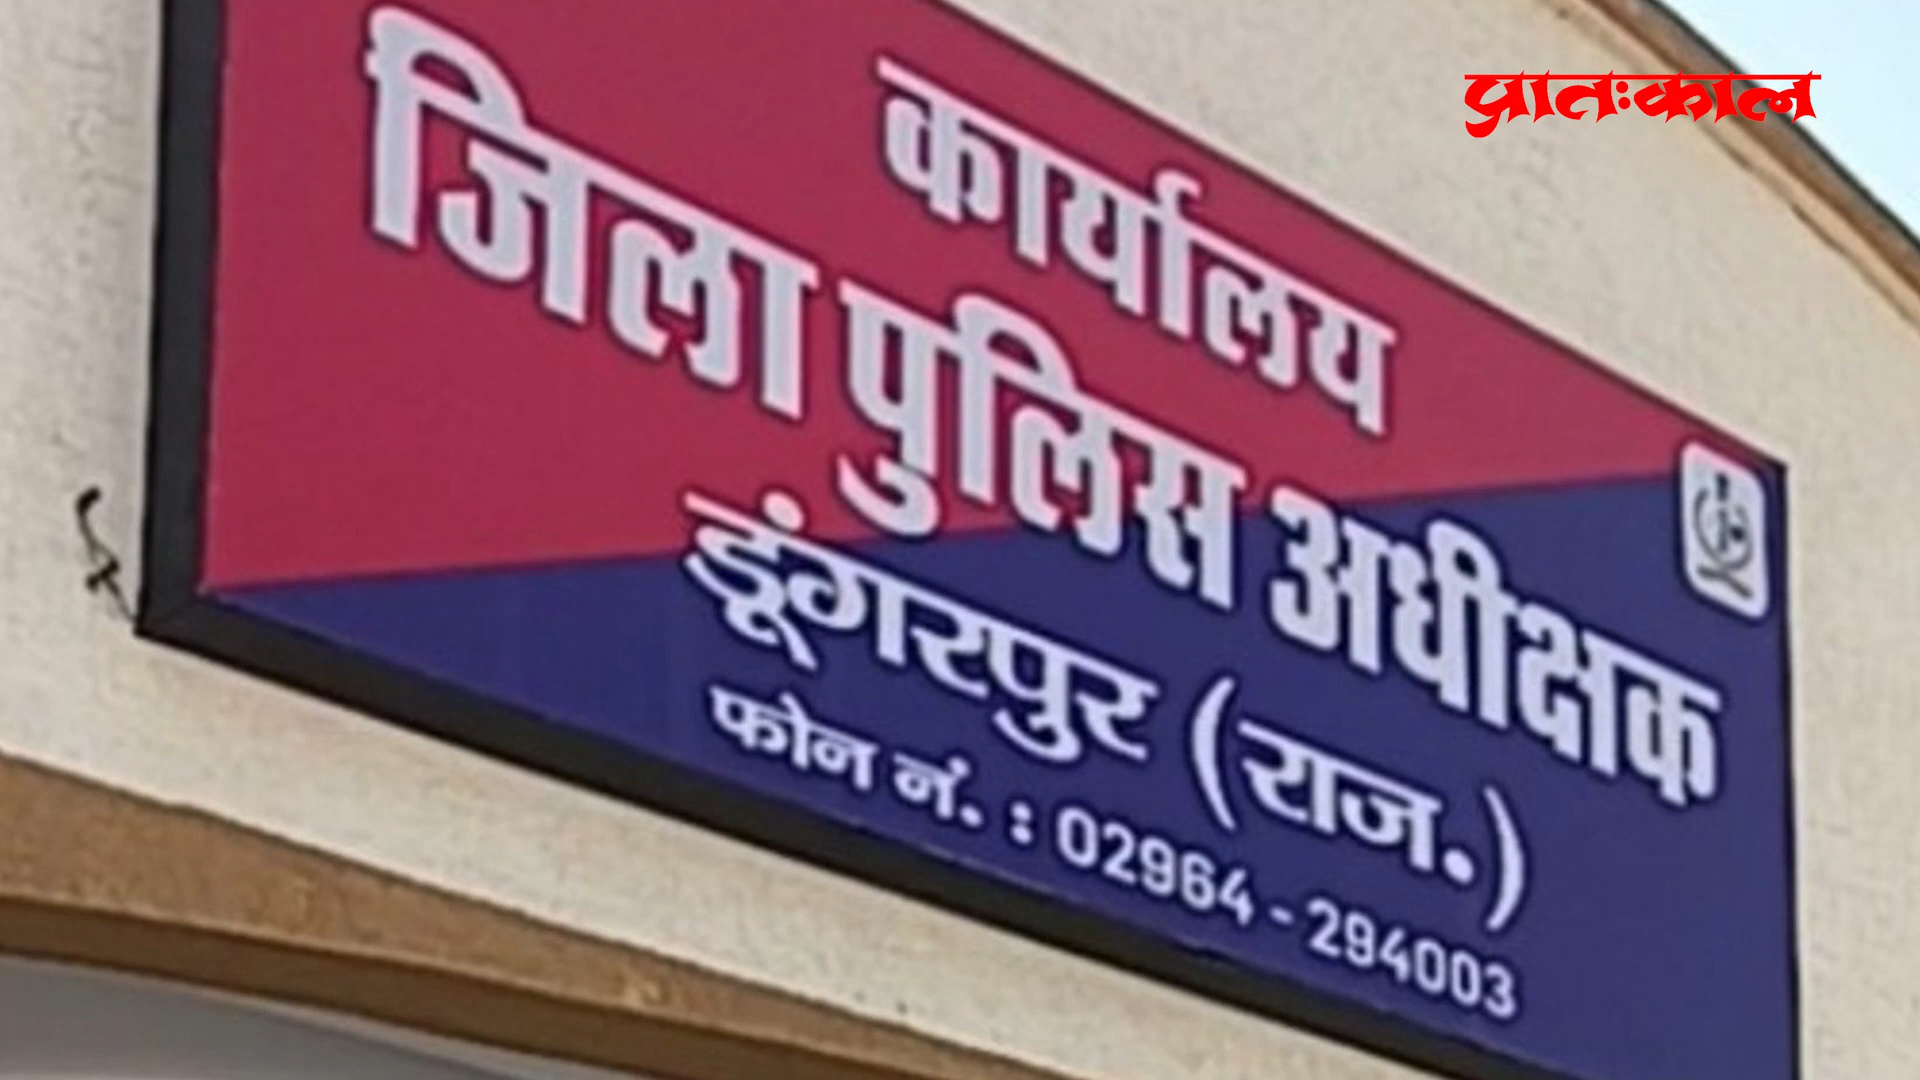 प्रातःकाल
कार्यालय
जिला पुलिस अधीक्षक
डूंगरपुर (राज.)
फोन नं. : 02964 - 294003